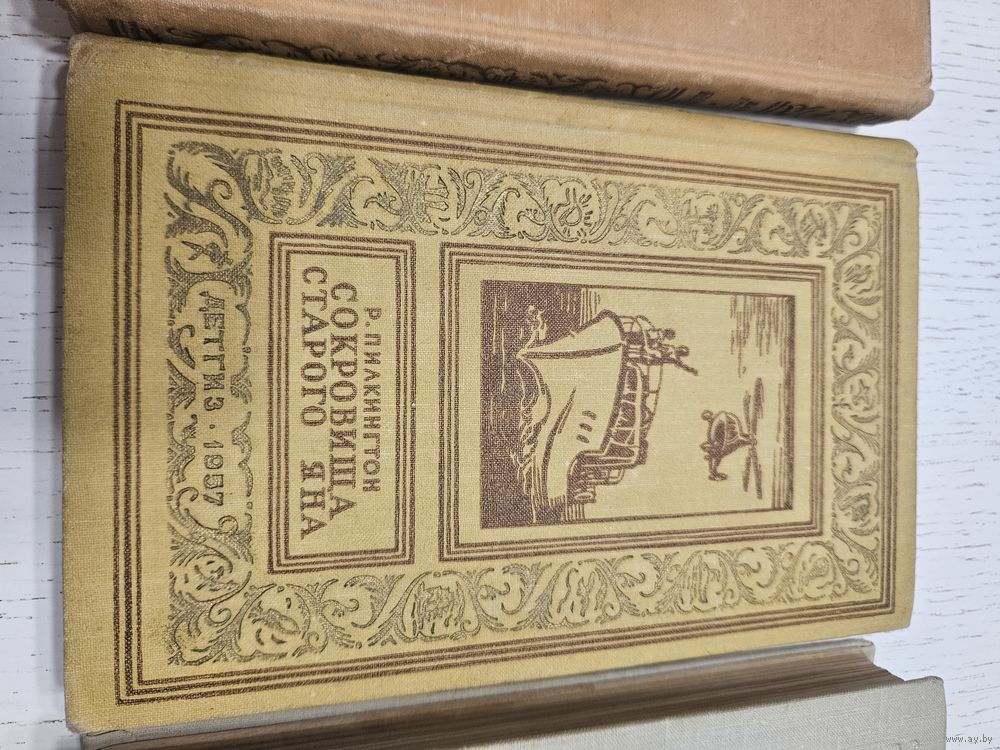 Р. ПИЛКИНГТОН
СОКРОВИЩА
СТАРОГО ЯНА
ДЕТГИЗ · 1957
www.ay.by